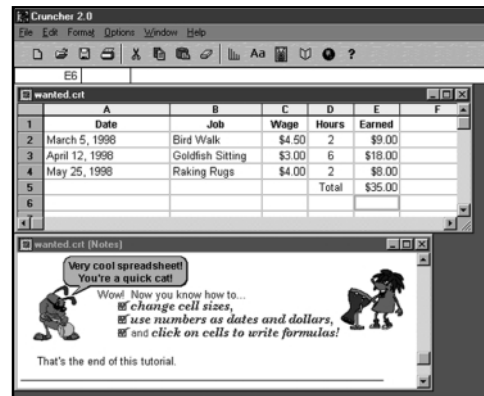 Cruncher 2.0
File Edit Format Options Window Help
Aa ?
E6
wanted.crt
A B C D E F
1 Date Job Wage Hours Earned
2 March 5, 1998 Bird Walk $4.50 2 $9.00
3 April 12, 1998 Goldfish Sitting $3.00 6 $18.00
4 May 25, 1998 Raking Rugs $4.00 2 $8.00
5 Total $35.00
6
wanted.crt (Notes)
Very cool spreadsheet!
You're a quick cat!
Wow! Now you know how to...
change cell sizes,
use numbers as dates and dollars,
and click on cells to write formulas!
That's the end of this tutorial.